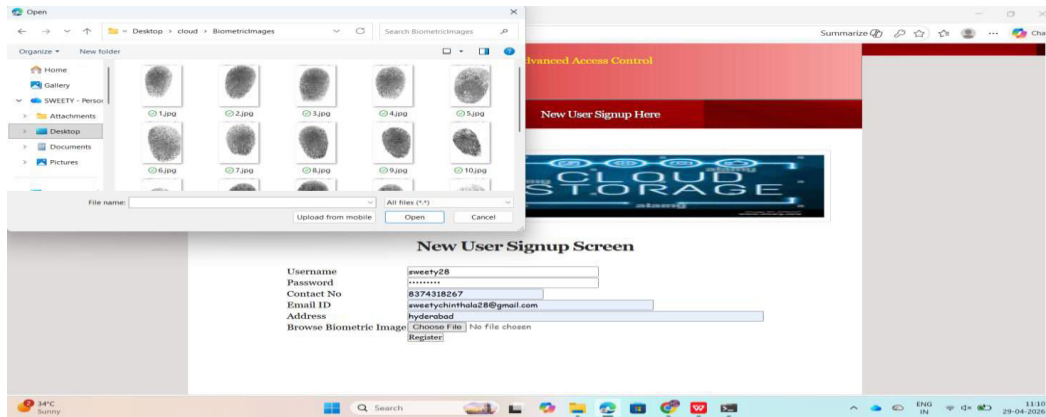 Open
Desktop > cloud > BiometricImages
Search BiometricImages
Organize
New folder
Home
Gallery
SWEETY - Persor
Attachments
Desktop
Documents
Pictures
1.jpg
2.jpg
3.jpg
4.jpg
5.jpg
6.jpg
7.jpg
8.jpg
9.jpg
10.jpg
File name:
All files (*.*)
Upload from mobile
Open
Cancel
Summarize
Cha
dvanced Access Control
New User Signup Here
CLOUD
STORAGE
alamy
New User Signup Screen
Username sweety28
Password •••••••••
Contact No 8374318267
Email ID sweetychinthala28@gmail.com
Address hyderabad
Browse Biometric Image Choose File No file chosen
Register
2
34°C
Sunny
Search
ENG
IN
11:10
29-04-2026